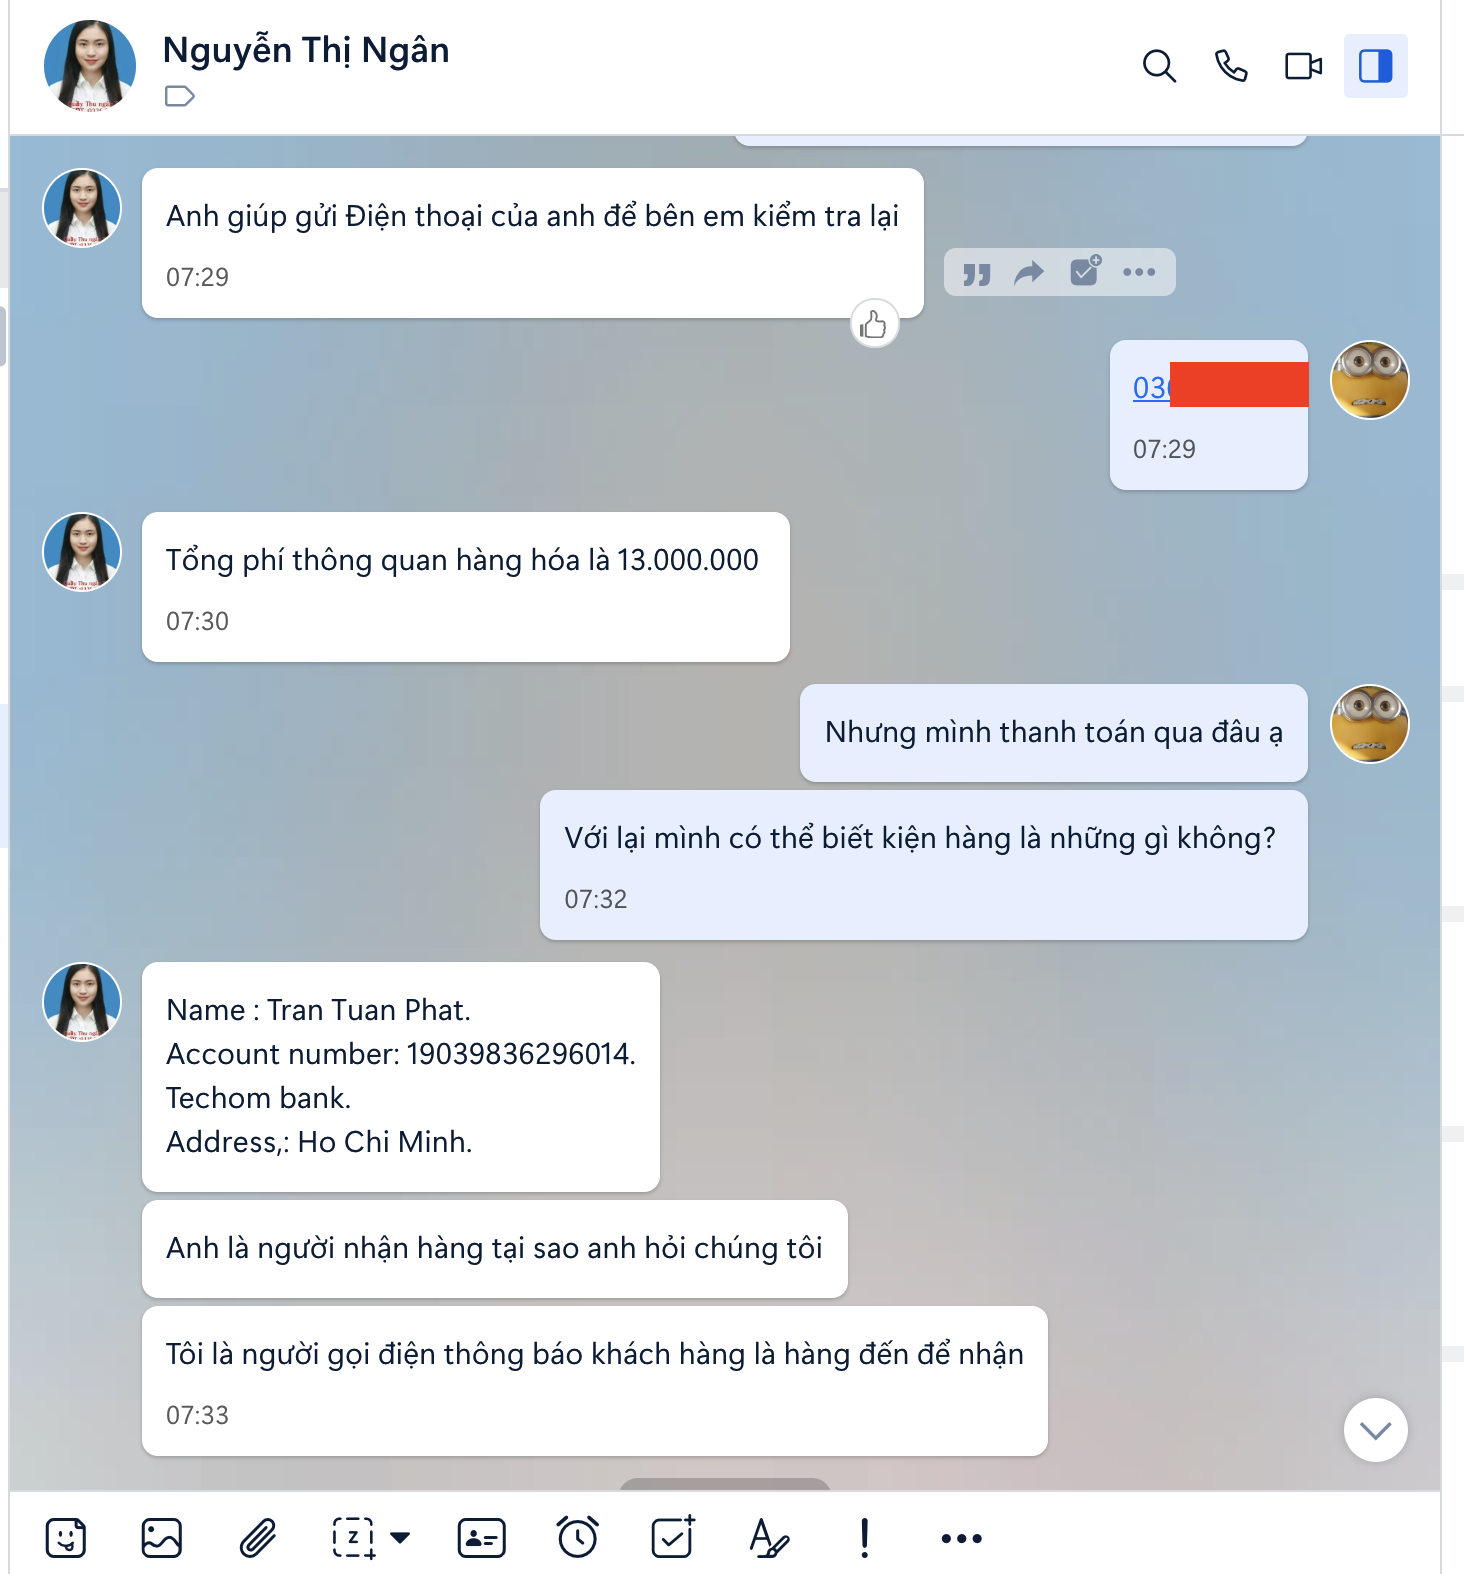 Nguyễn Thị Ngân
Anh giúp gửi Điện thoại của anh để bên em kiểm tra lại
07:29
03
07:29
Tổng phí thông quan hàng hóa là 13.000.000
07:30
Nhưng mình thanh toán qua đâu ạ
Với lại mình có thể biết kiện hàng là những gì không?
07:32
Name : Tran Tuan Phat.
Account number: 19039836296014.
Techom bank.
Address,: Ho Chi Minh.
Anh là người nhận hàng tại sao anh hỏi chúng tôi
Tôi là người gọi điện thông báo khách hàng là hàng đến để nhận
07:33